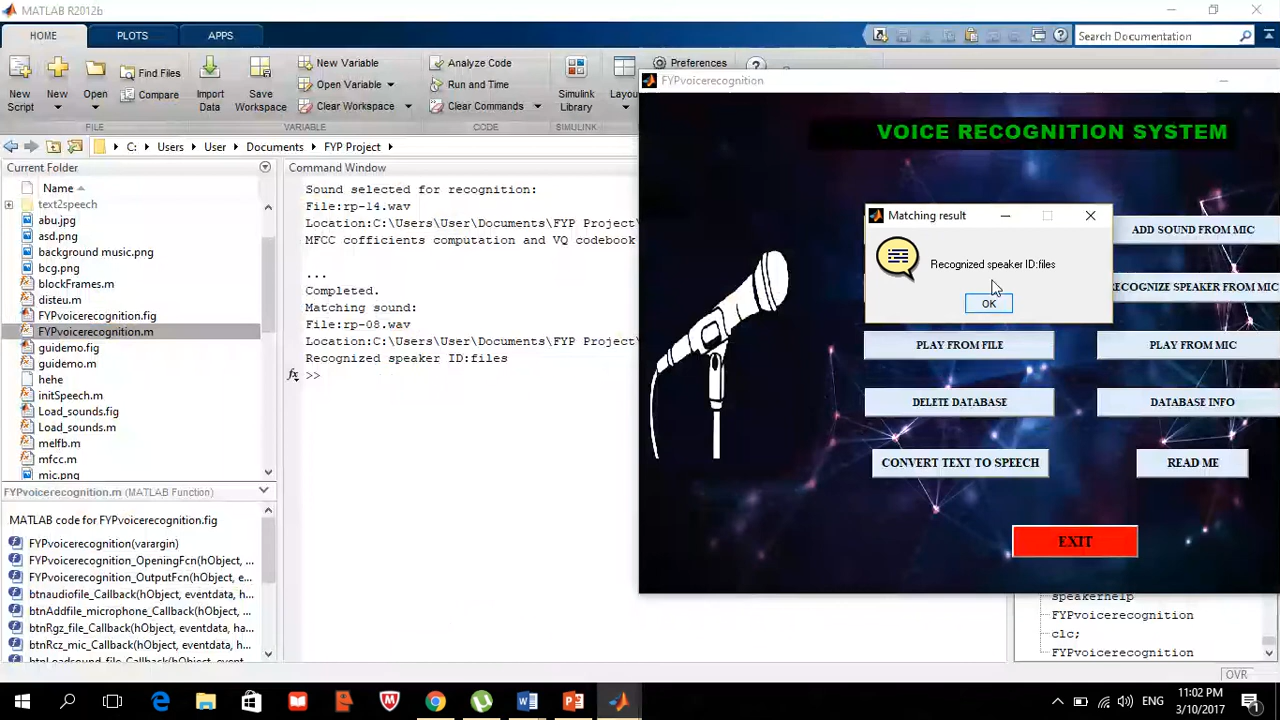 MATLAB R2012b
HOME
PLOTS
APPS
Search Documentation
New Script
New
Open
Find Files
Compare
Import Data
Save Workspace
New Variable
Open Variable
Clear Workspace
Analyze Code
Run and Time
Clear Commands
Simulink Library
Layou
Preferences
FILE
VARIABLE
CODE
SIMULINK
C: Users User Documents FYP Project
Current Folder
Name
text2speech
abu.jpg
asd.png
background music.png
bcg.png
blockFrames.m
disteu.m
FYPvoicerecognition.fig
FYPvoicerecognition.m
guidemo.fig
guidemo.m
hehe
initSpeech.m
Load_sounds.fig
Load_sounds.m
melfb.m
mfcc.m
mic.png
FYPvoicerecognition.m (MATLAB Function)
MATLAB code for FYPvoicerecognition.fig
FYPvoicerecognition(varargin)
FYPvoicerecognition_OpeningFcn(hObject, ...
FYPvoicerecognition_OutputFcn(hObject, e...
btnaudiofile_Callback(hObject, eventdata, h...
btnAddfile_microphone_Callback(hObject, ...
btnRgz_file_Callback(hObject, eventdata, ha...
btnRcz_mic_Callback(hObject, eventdata, h...
btnLoadsound_file_Callback(hObject, event...
Command Window
Sound selected for recognition:
File:rp-14.wav
Location:C:\Users\User\Documents\FYP Project\
MFCC cofficients computation and VQ codebook
...
Completed.
Matching sound:
File:rp-08.wav
Location:C:\Users\User\Documents\FYP Project\
Recognized speaker ID:files
fx >>
FYPvoicerecognition
VOICE RECOGNITION SYSTEM
Matching result
Recognized speaker ID:files
OK
ADD SOUND FROM MIC
ECOGNIZE SPEAKER FROM MIC
PLAY FROM FILE
PLAY FROM MIC
DELETE DATABASE
DATABASE INFO
CONVERT TEXT TO SPEECH
READ ME
EXIT
speakerhelp
FYPvoicerecognition
clc;
FYPvoicerecognition
OVR
ENG
11:02 PM
3/10/2017